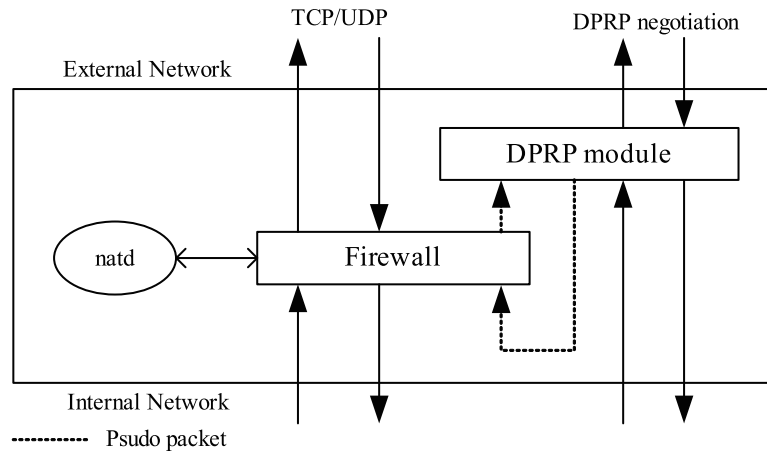 TCP/UDP
DPRP negotiation
External Network
DPRP module
natd
Firewall
Internal Network
Psudo packet